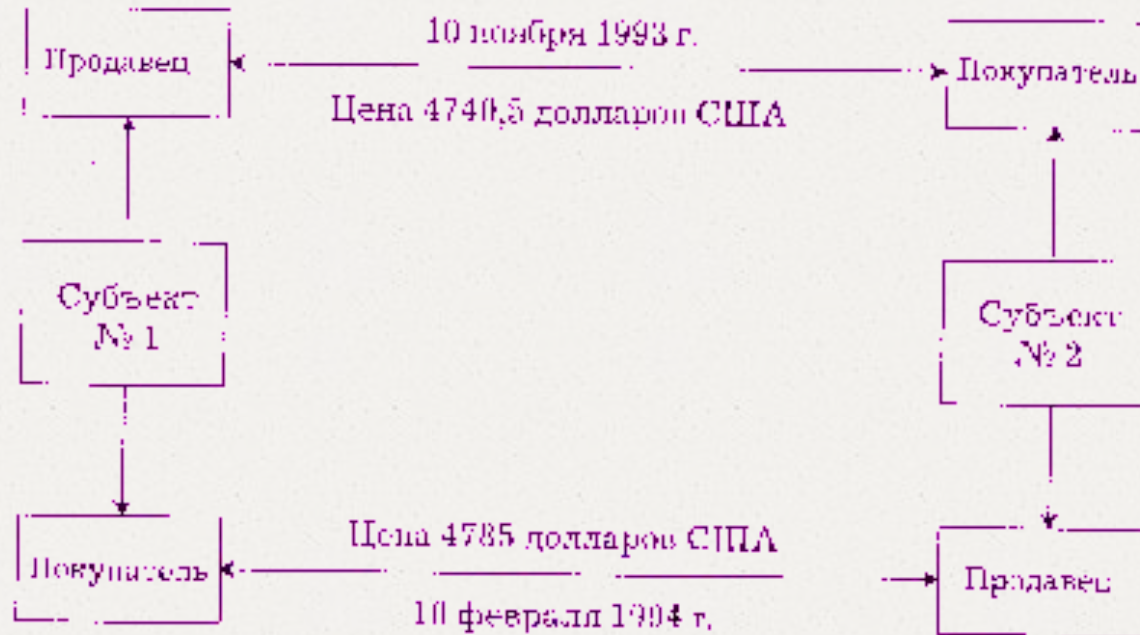 10 ноября 1993 г.
Продавец
Покупатель
Цена 4740,5 долларов США
Субъект
№ 1
Субъект
№ 2
Цена 4785 долларов США
Покупатель
Продавец
10 февраля 1994 г.